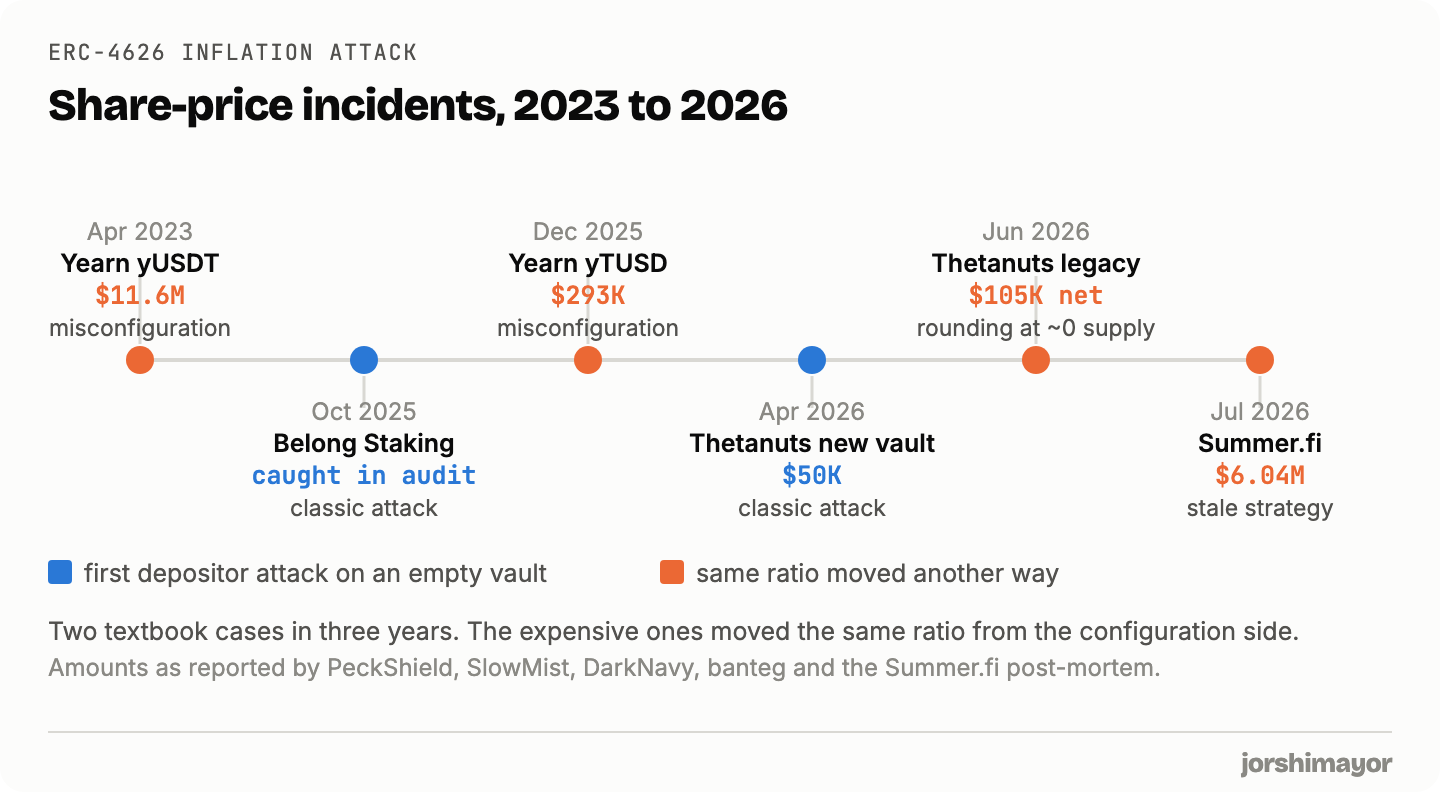 ERC-4626 INFLATION ATTACK
Share-price incidents, 2023 to 2026
Apr 2023
Yearn yUSDT
$11.6M
misconfiguration
Oct 2025
Belong Staking
caught in audit
classic attack
Dec 2025
Yearn yTUSD
$293K
misconfiguration
Apr 2026
Thetanuts new vault
$50K
classic attack
Jun 2026
Thetanuts legacy
$105K net
rounding at ~0 supply
Jul 2026
Summer.fi
$6.04M
stale strategy
first depositor attack on an empty vault
same ratio moved another way
Two textbook cases in three years. The expensive ones moved the same ratio from the configuration side.
Amounts as reported by PeckShield, SlowMist, DarkNavy, banteg and the Summer.fi post-mortem.
jorshimayor